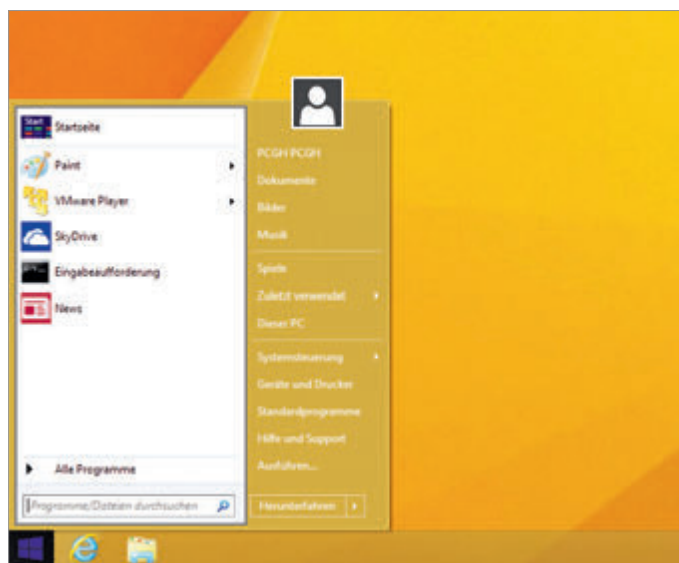 Start
Startseite
Paint
VMware Player
SkyDrive
Eingabeaufforderung
News
Alle Programme
Programme/Dateien durchsuchen
PCGH PCGH
Dokumente
Bilder
Musik
Spiele
Zuletzt verwendet
Dieser PC
Systemsteuerung
Geräte und Drucker
Standardprogramme
Hilfe und Support
Ausführen...
Herunterfahren